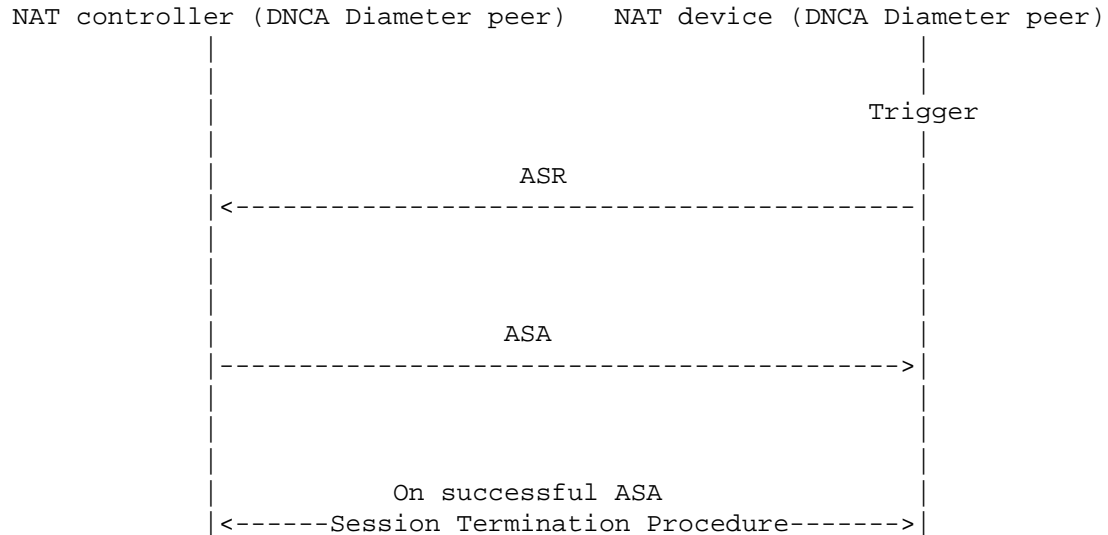 NAT controller (DNCA Diameter peer) NAT device (DNCA Diameter peer)
Trigger
ASR
ASA
On successful ASA
Session Termination Procedure